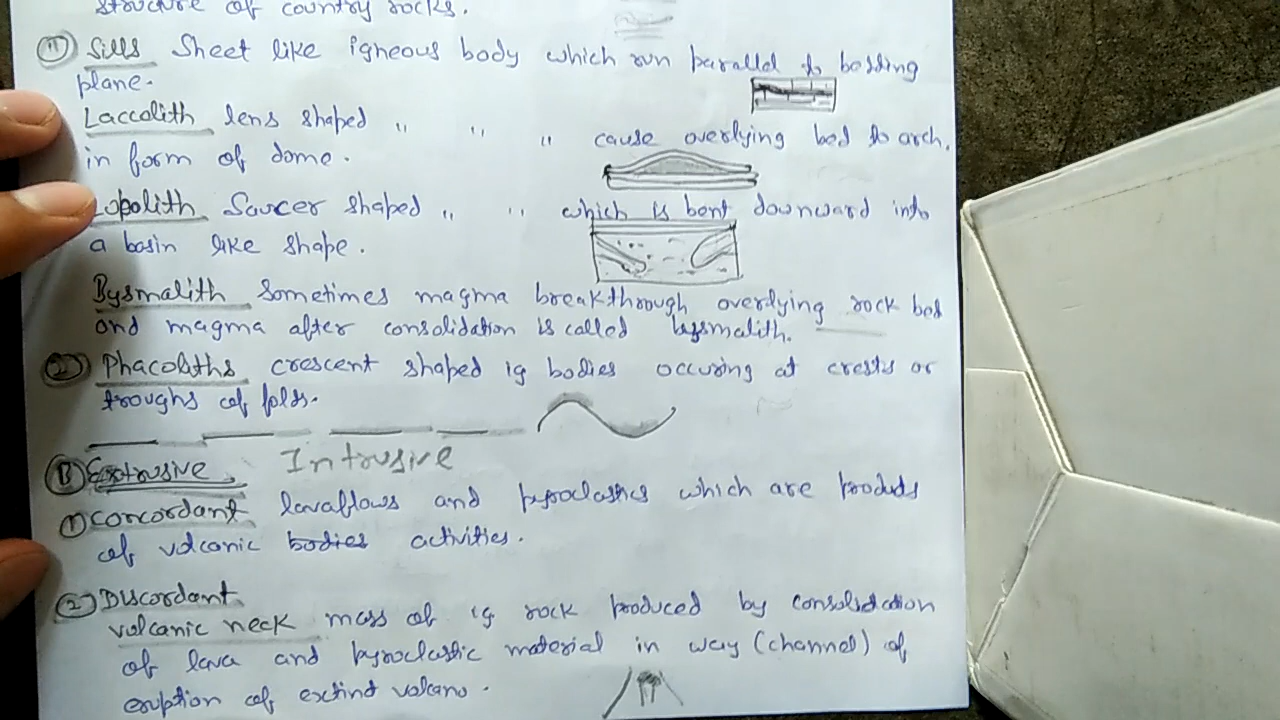 structure of country rocks.
11 Sills Sheet like igneous body which run parallel to bedding
plane.
Laccolith lens shaped " " " cause overlying bed to arch.
in form of dome.
Lopolith Saucer shaped " " which is bent downward into
a basin like shape.
Bysmalith Sometimes magma breakthrough overlying rock bed
and magma after consolidation is called bysmalith.
2 Phacoliths crescent shaped ig bodies occuring at crests or
troughs of folds.
B Extrusive Intrusive
1 Concordant lavaflows and pyroclastics which are products
of volcanic bodies activities.
2 Discordant
volcanic neck mass of ig rock produced by consolidation
of lava and pyroclastic material in way (channel) of
eruption of extinct volcano.